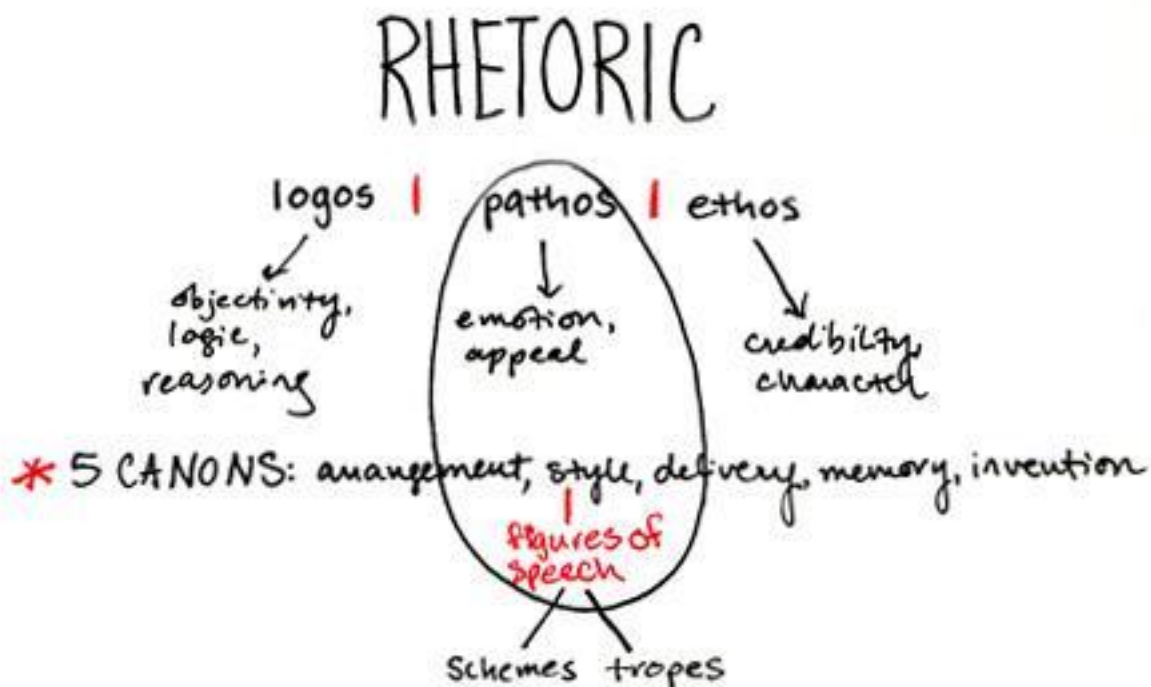 RHETORIC
logos | pathos | ethos
objectivity,
logic,
reasoning
emotion,
appeal
credibility,
character
* 5 CANONS: arrangement, style, delivery, memory, invention
figures of
speech
schemes tropes